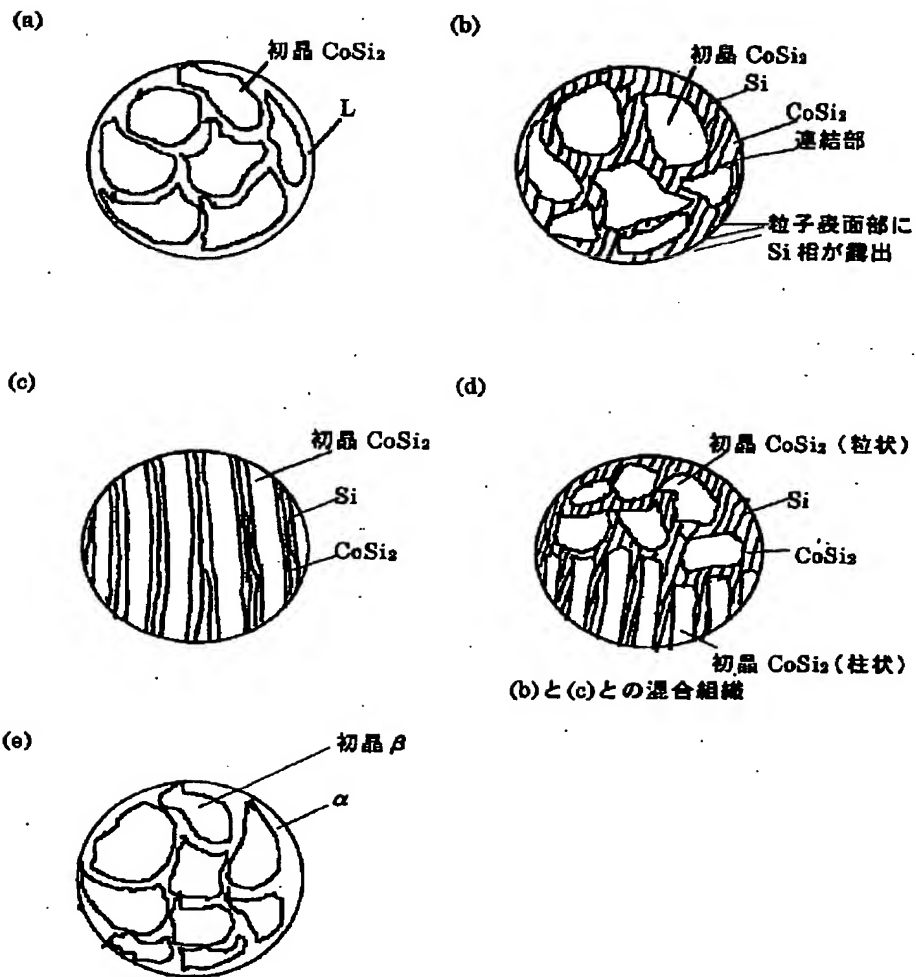 (a)
初晶 CoSi₂
L
(b)
初晶 CoSi₂
Si
CoSi₂
連結部
粒子表面部に
Si 相が露出
(c)
初晶 CoSi₂
Si
CoSi₂
(d)
初晶 CoSi₂（粒状）
Si
CoSi₂
初晶 CoSi₂（柱状）
(b)と(c)との混合組織
(e)
初晶 β
α